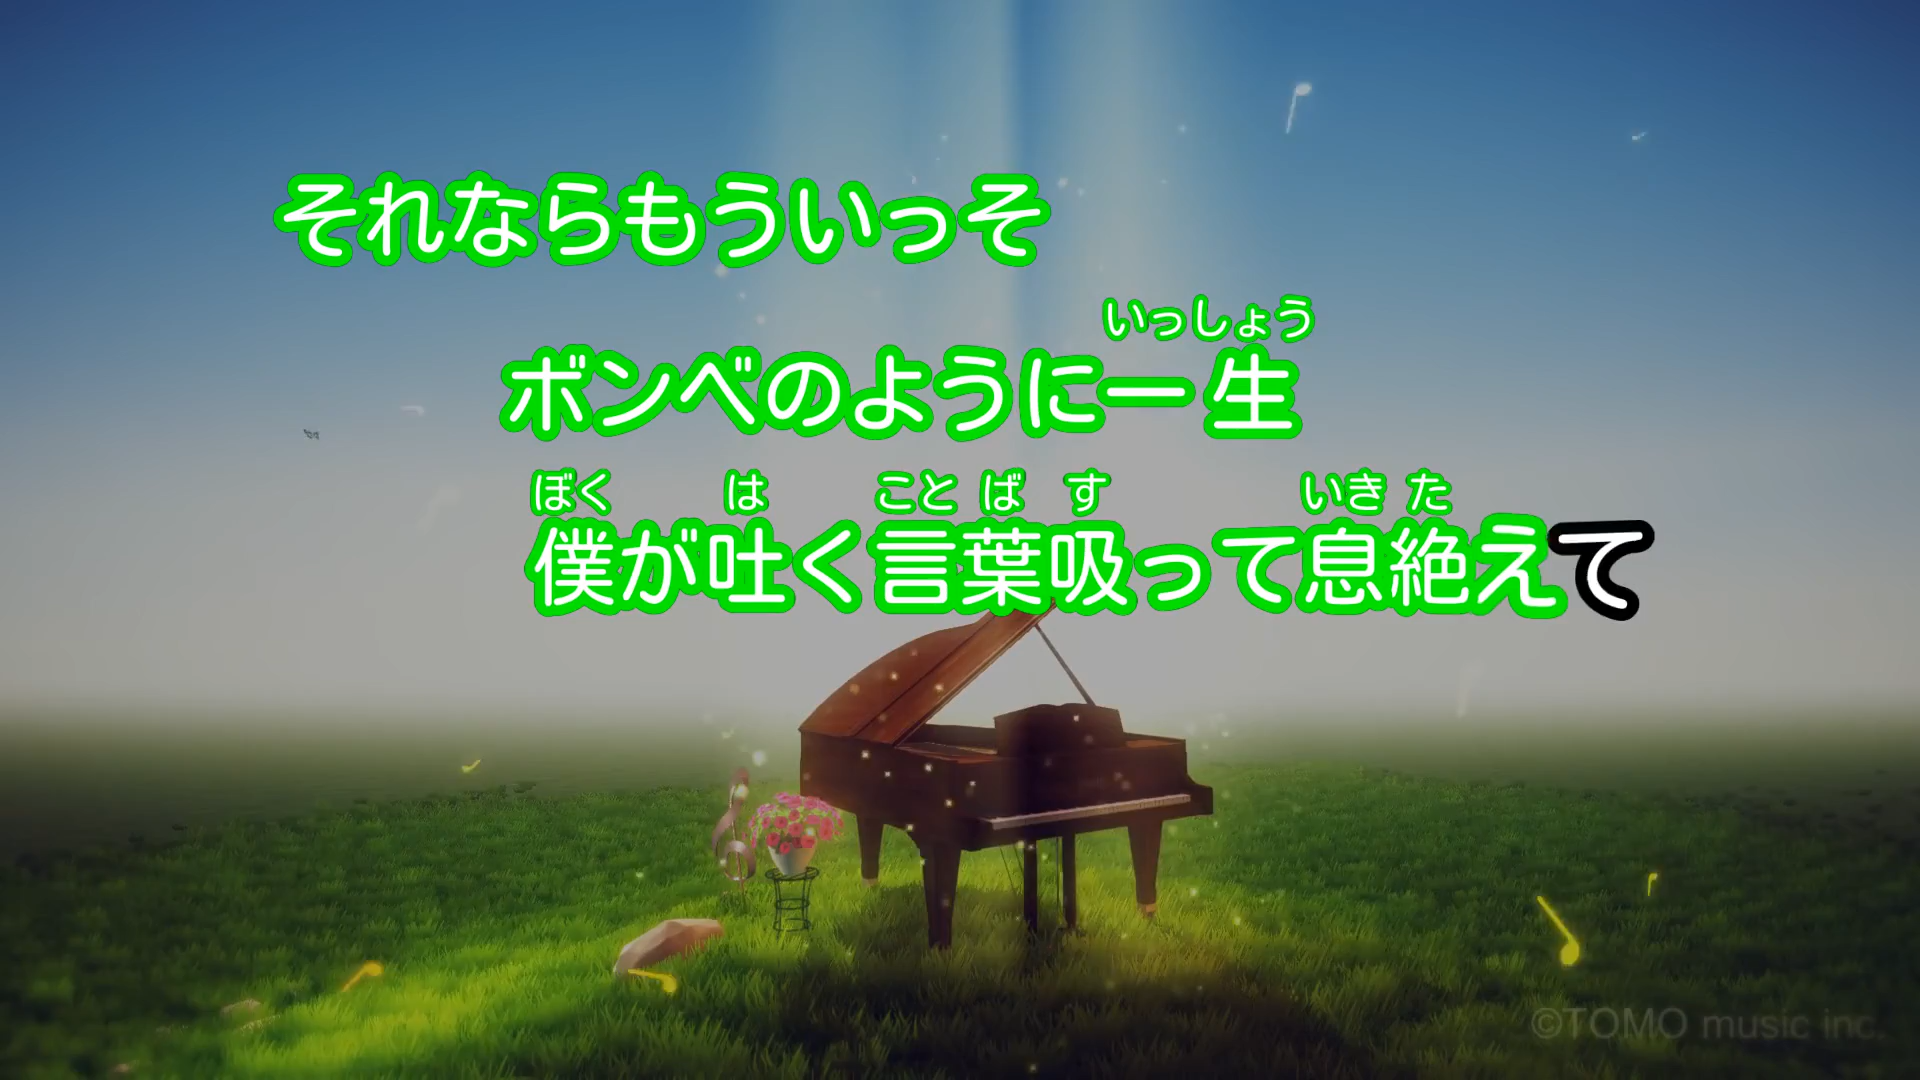 それならもういっそ
いっしょう
ボンベのように一生
ぼく は ことば す いき た
僕が吐く言葉吸って息絶えて
©TOMO music inc.